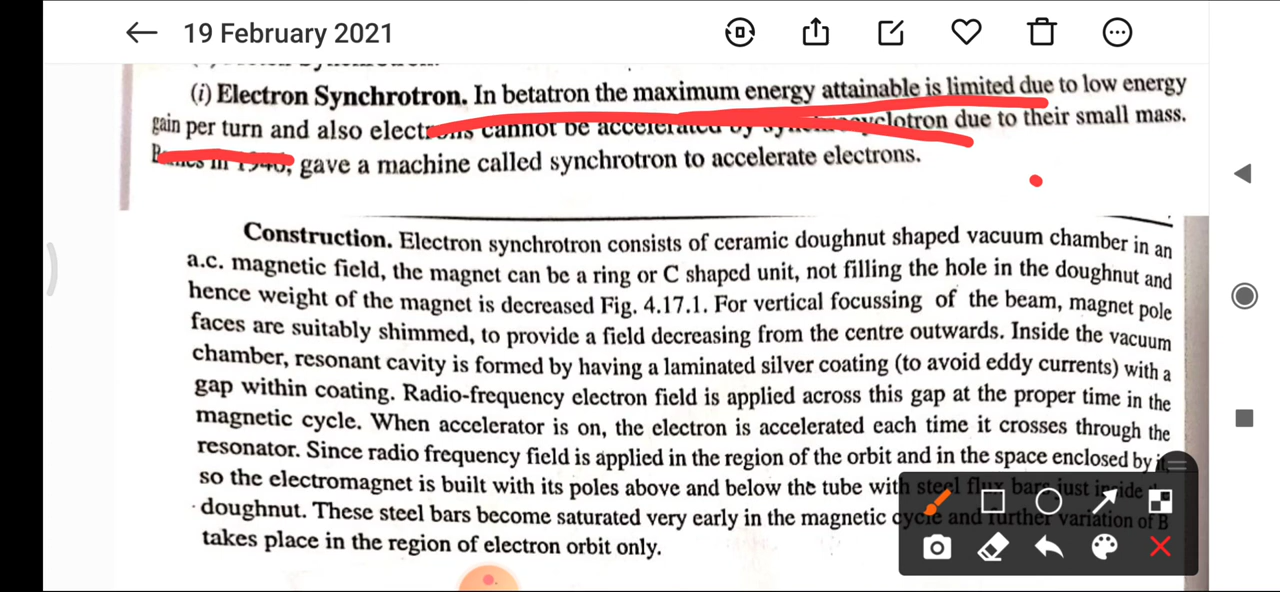 19 February 2021
(i) Electron Synchrotron. In betatron the maximum energy attainable is limited due to low energy
gain per turn and also electrons cannot be accelerated by due to their small mass.
in 1946, gave a machine called synchrotron to accelerate electrons.
Construction. Electron synchrotron consists of ceramic doughnut shaped vacuum chamber in an
a.c. magnetic field, the magnet can be a ring or C shaped unit, not filling the hole in the doughnut and
hence weight of the magnet is decreased Fig. 4.17.1. For vertical focussing of the beam, magnet pole
faces are suitably shimmed, to provide a field decreasing from the centre outwards. Inside the vacuum
chamber, resonant cavity is formed by having a laminated silver coating (to avoid eddy currents) with a
gap within coating. Radio-frequency electron field is applied across this gap at the proper time in the
magnetic cycle. When accelerator is on, the electron is accelerated each time it crosses through the
resonator. Since radio frequency field is applied in the region of the orbit and in the space enclosed by
so the electromagnet is built with its poles above and below the tube with steel flux bars just inside
doughnut. These steel bars become saturated very early in the magnetic cycle and further variation of B
takes place in the region of electron orbit only.